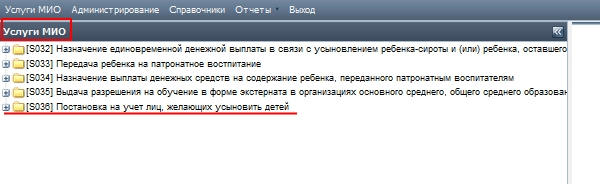 Услуги МИО Администрирование Справочники Отчеты Выход
Услуги МИО
[S032] Назначение единовременной денежной выплаты в связи с усыновлением ребенка-сироты и (или) ребенка, оставшего
[S033] Передача ребенка на патронатное воспитание
[S034] Назначение выплаты денежных средств на содержание ребенка, переданного патронатным воспитателям
[S035] Выдача разрешения на обучение в форме экстерната в организациях основного среднего, общего среднего образован
[S036] Постановка на учет лиц, желающих усыновить детей